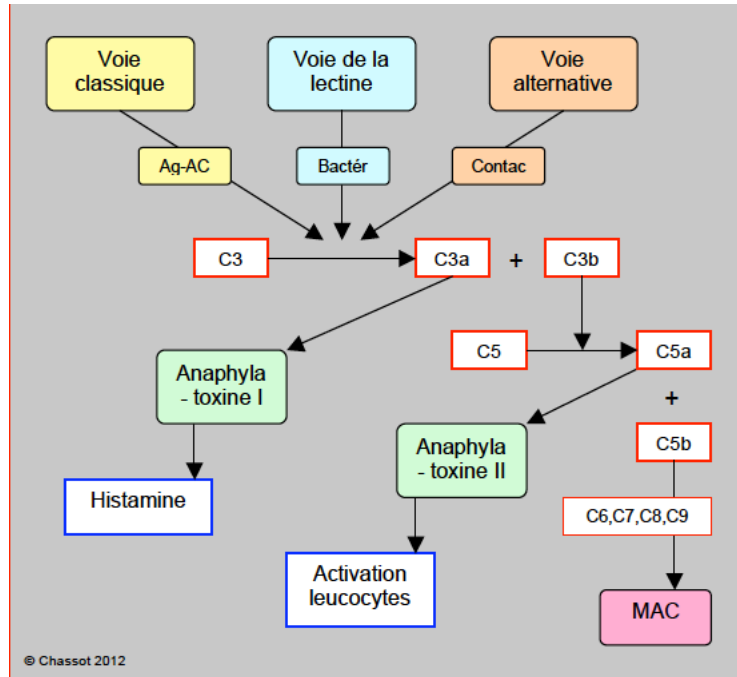 Voie
classique
Voie de la
lectine
Voie
alternative
Ag-AC
Bactér
Contac
C3
C3a
+
C3b
C5
C5a
+
C5b
Anaphyla
- toxine I
Anaphyla
- toxine II
Histamine
C6,C7,C8,C9
Activation
leucocytes
MAC
© Chassot 2012